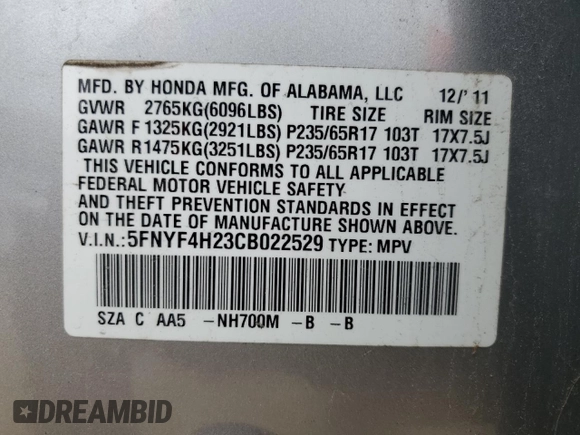 MFD. BY HONDA MFG. OF ALABAMA, LLC 12/'11
GVWR 2765KG(6096LBS) TIRE SIZE RIM SIZE
GAWR F 1325KG(2921LBS) P235/65R17 103T 17X7.5J
GAWR R1475KG(3251LBS) P235/65R17 103T 17X7.5J
THIS VEHICLE CONFORMS TO ALL APPLICABLE
FEDERAL MOTOR VEHICLE SAFETY
AND THEFT PREVENTION STANDARDS IN EFFECT
ON THE DATE OF MANUFACTURE SHOWN ABOVE.
V.I.N.:5FNYF4H23CB022529 TYPE: MPV
SZA C AA5 -NH700M -B -B
DREAMBID